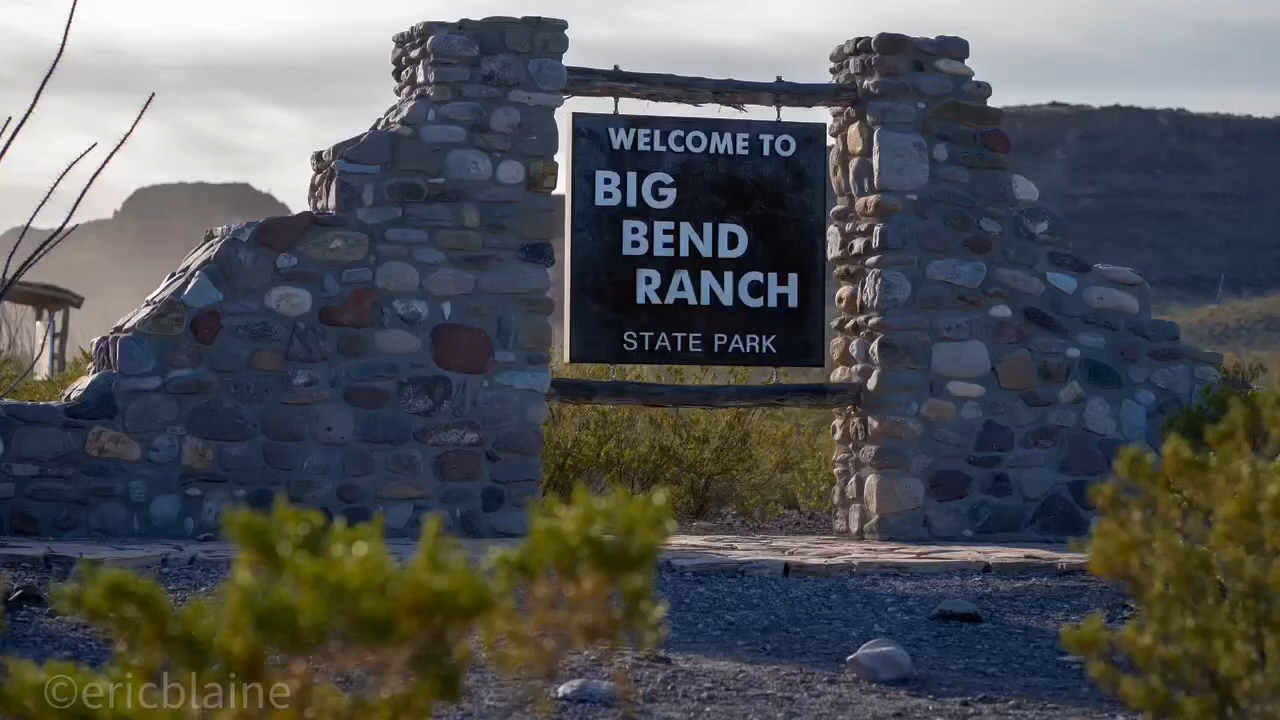 WELCOME TO
BIG
BEND
RANCH
STATE PARK
©ericblaine